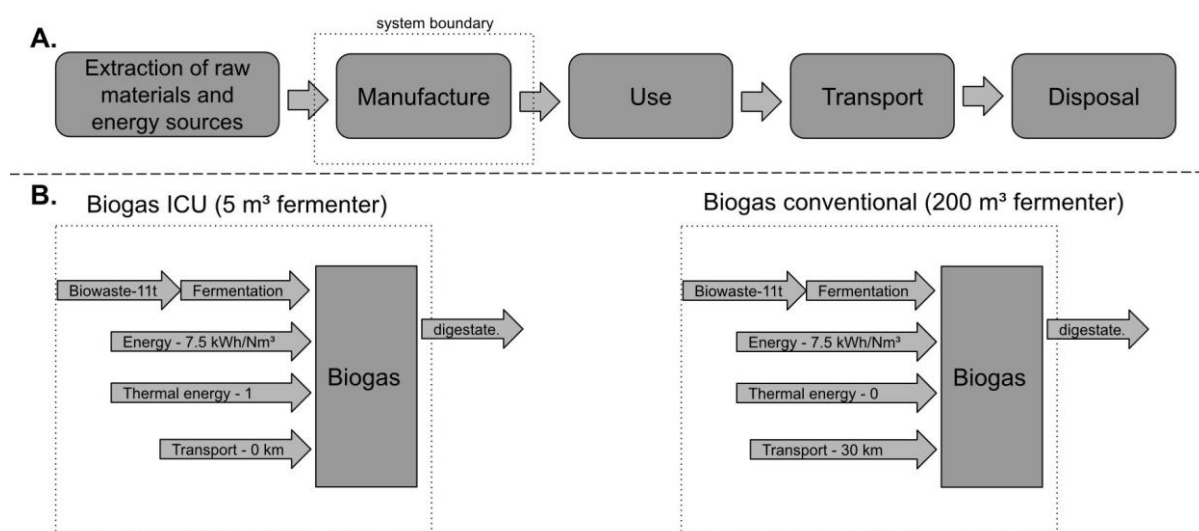 system boundary
A.
Extraction of raw
materials and
energy sources
Manufacture
Use
Transport
Disposal
B.
Biogas ICU (5 m³ fermenter)
Biowaste-11t
Fermentation
Energy - 7.5 kWh/Nm³
Thermal energy - 1
Transport - 0 km
Biogas
digestate.
Biogas conventional (200 m³ fermenter)
Biowaste-11t
Fermentation
Energy - 7.5 kWh/Nm³
Thermal energy - 0
Transport - 30 km
Biogas
digestate.